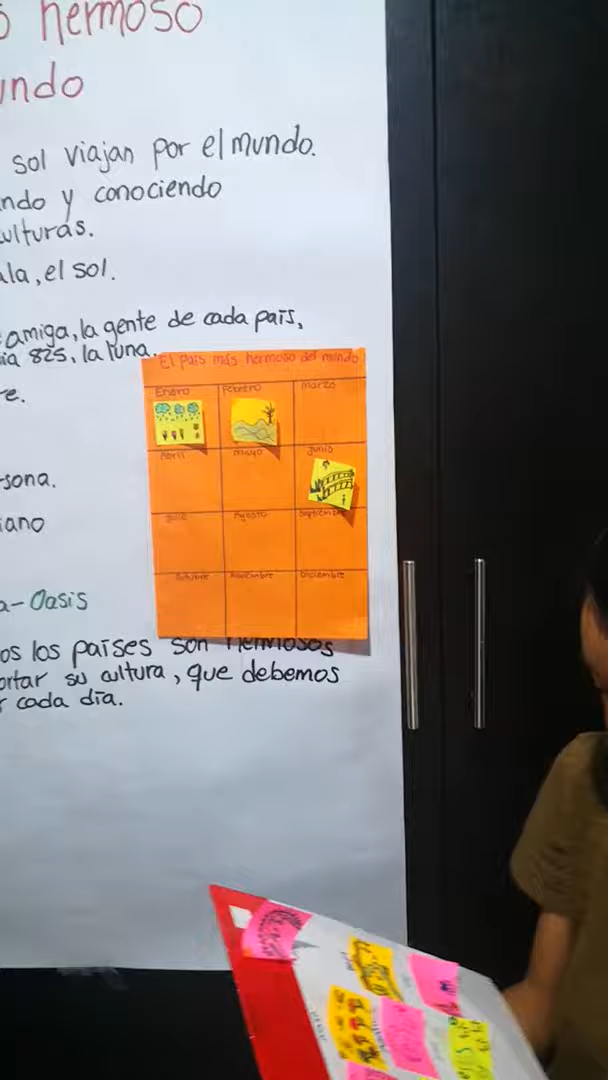 hermoso
undo
sol viajan por el mundo.
ndo y conociendo
ulturas.
ala, el sol.
amiga, la gente de cada país,
ia 825, la luna.
re.
El país más hermoso del mundo
Enero Febrero Marzo
Abril Mayo Junio
Julio Agosto Septiembre
Octubre Noviembre Diciembre
rsona.
iano
a-Oasis
os los países son hermosos
ortar su cultura, que debemos
r cada día.